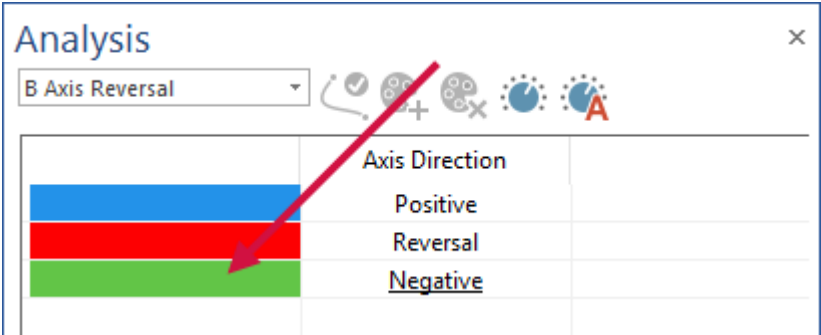 Analysis
B Axis Reversal
Axis Direction
Positive
Reversal
Negative